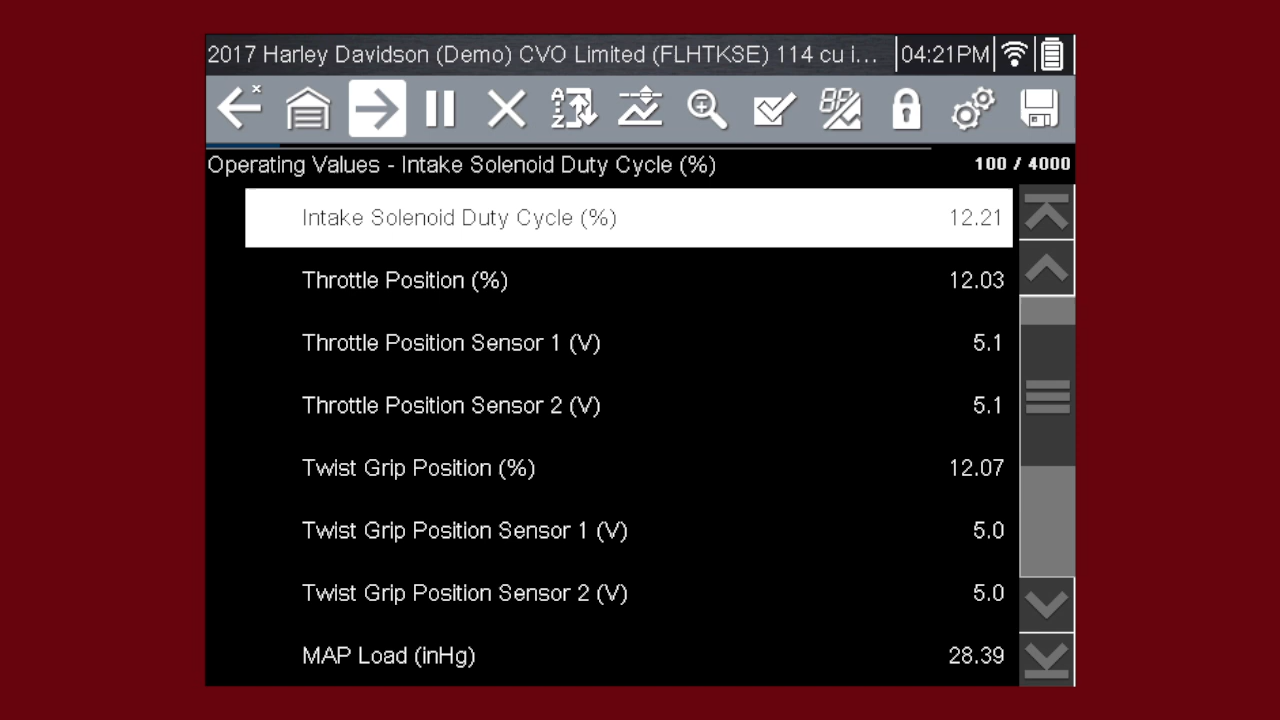 2017 Harley Davidson (Demo) CVO Limited (FLHTKSE) 114 cu i... 04:21PM
Operating Values - Intake Solenoid Duty Cycle (%) 100 / 4000
Intake Solenoid Duty Cycle (%) 12.21
Throttle Position (%) 12.03
Throttle Position Sensor 1 (V) 5.1
Throttle Position Sensor 2 (V) 5.1
Twist Grip Position (%) 12.07
Twist Grip Position Sensor 1 (V) 5.0
Twist Grip Position Sensor 2 (V) 5.0
MAP Load (inHg) 28.39